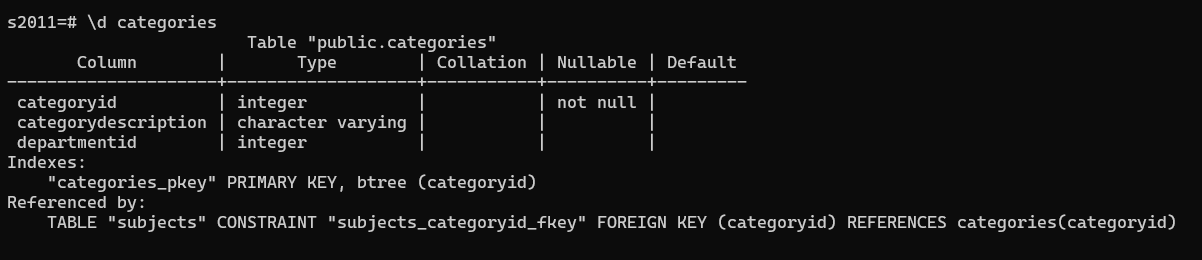 s2011=# \d categories
                        Table "public.categories"
       Column        |       Type        | Collation | Nullable | Default
---------------------+-------------------+-----------+----------+---------
 categoryid          | integer           |           | not null |
 categorydescription | character varying |           |          |
 departmentid        | integer           |           |          |
Indexes:
    "categories_pkey" PRIMARY KEY, btree (categoryid)
Referenced by:
    TABLE "subjects" CONSTRAINT "subjects_categoryid_fkey" FOREIGN KEY (categoryid) REFERENCES categories(categoryid)